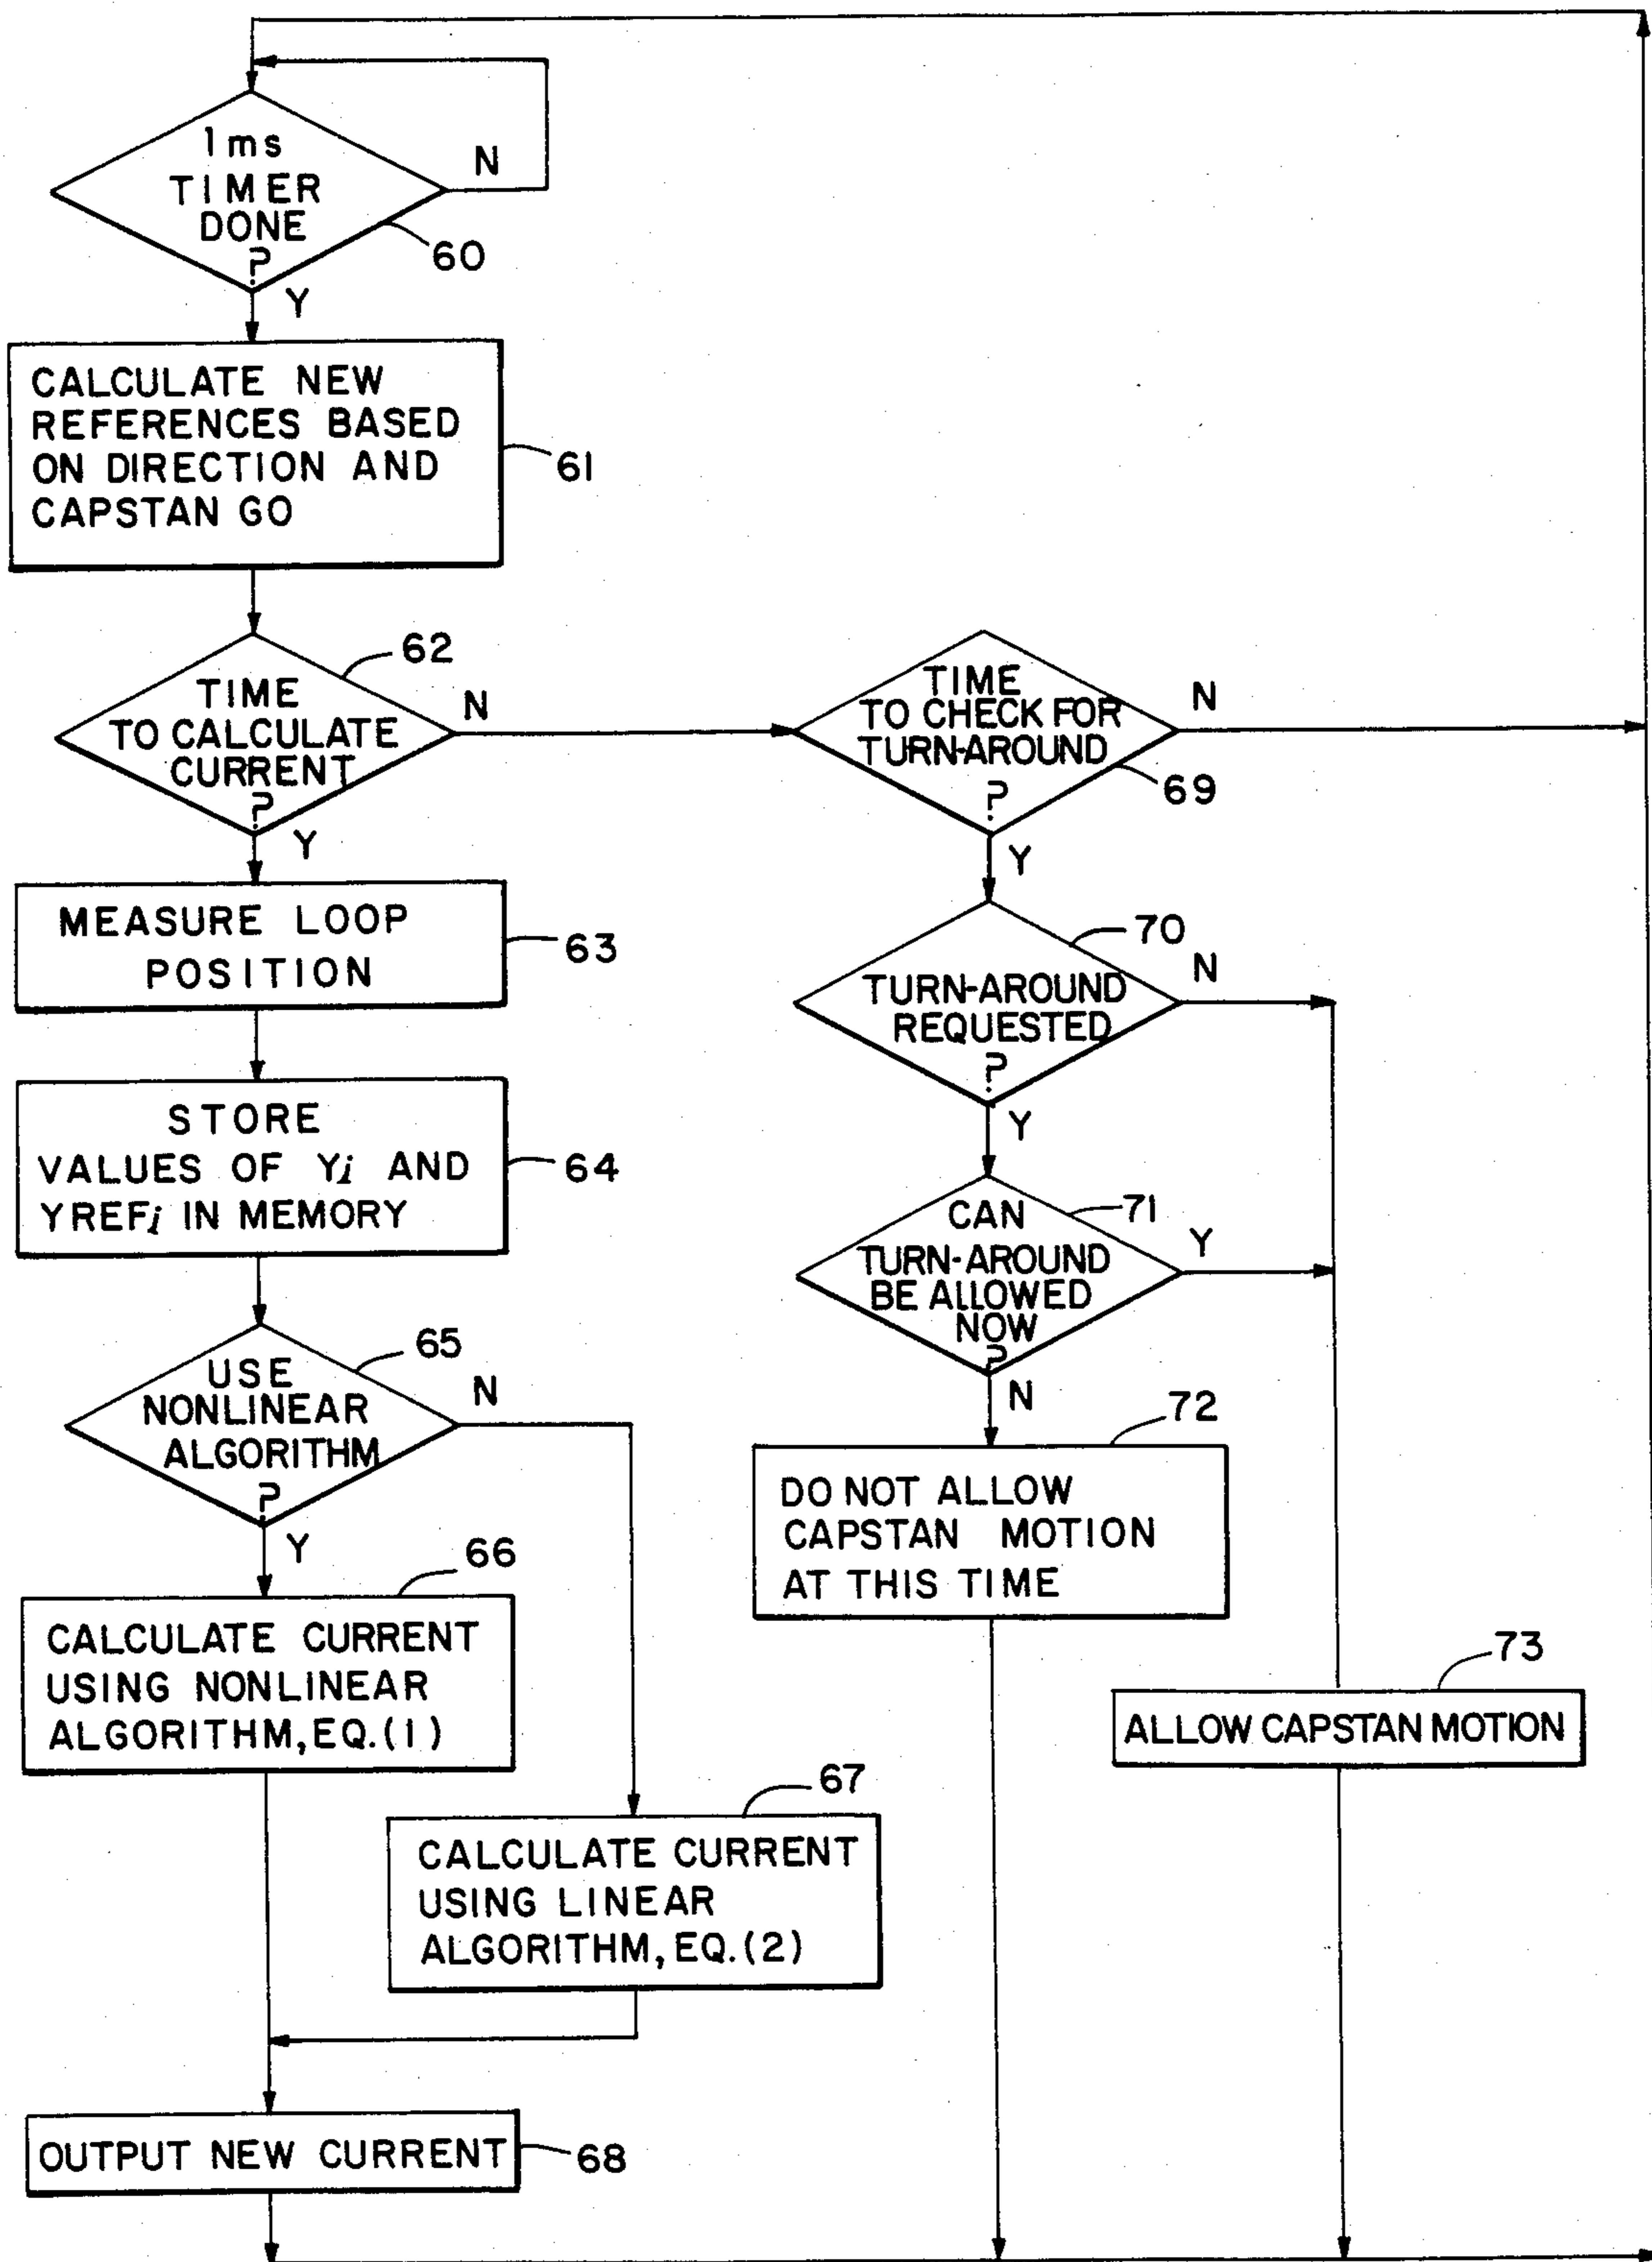 1ms
TIMER
DONE
?
N
60
Y
CALCULATE NEW
REFERENCES BASED
ON DIRECTION AND
CAPSTAN GO
61
62
TIME
TO CALCULATE
CURRENT
?
N
Y
MEASURE LOOP
POSITION
63
STORE
VALUES OF Yi AND
YREFi IN MEMORY
64
65
USE
NONLINEAR
ALGORITHM
?
N
Y
66
CALCULATE CURRENT
USING NONLINEAR
ALGORITHM, EQ.(1)
67
CALCULATE CURRENT
USING LINEAR
ALGORITHM, EQ.(2)
OUTPUT NEW CURRENT
68
TIME
TO CHECK FOR
TURN-AROUND
?
N
69
Y
70
TURN-AROUND
REQUESTED
?
N
Y
71
CAN
TURN-AROUND
BE ALLOWED
NOW
?
Y
N
72
DO NOT ALLOW
CAPSTAN MOTION
AT THIS TIME
73
ALLOW CAPSTAN MOTION